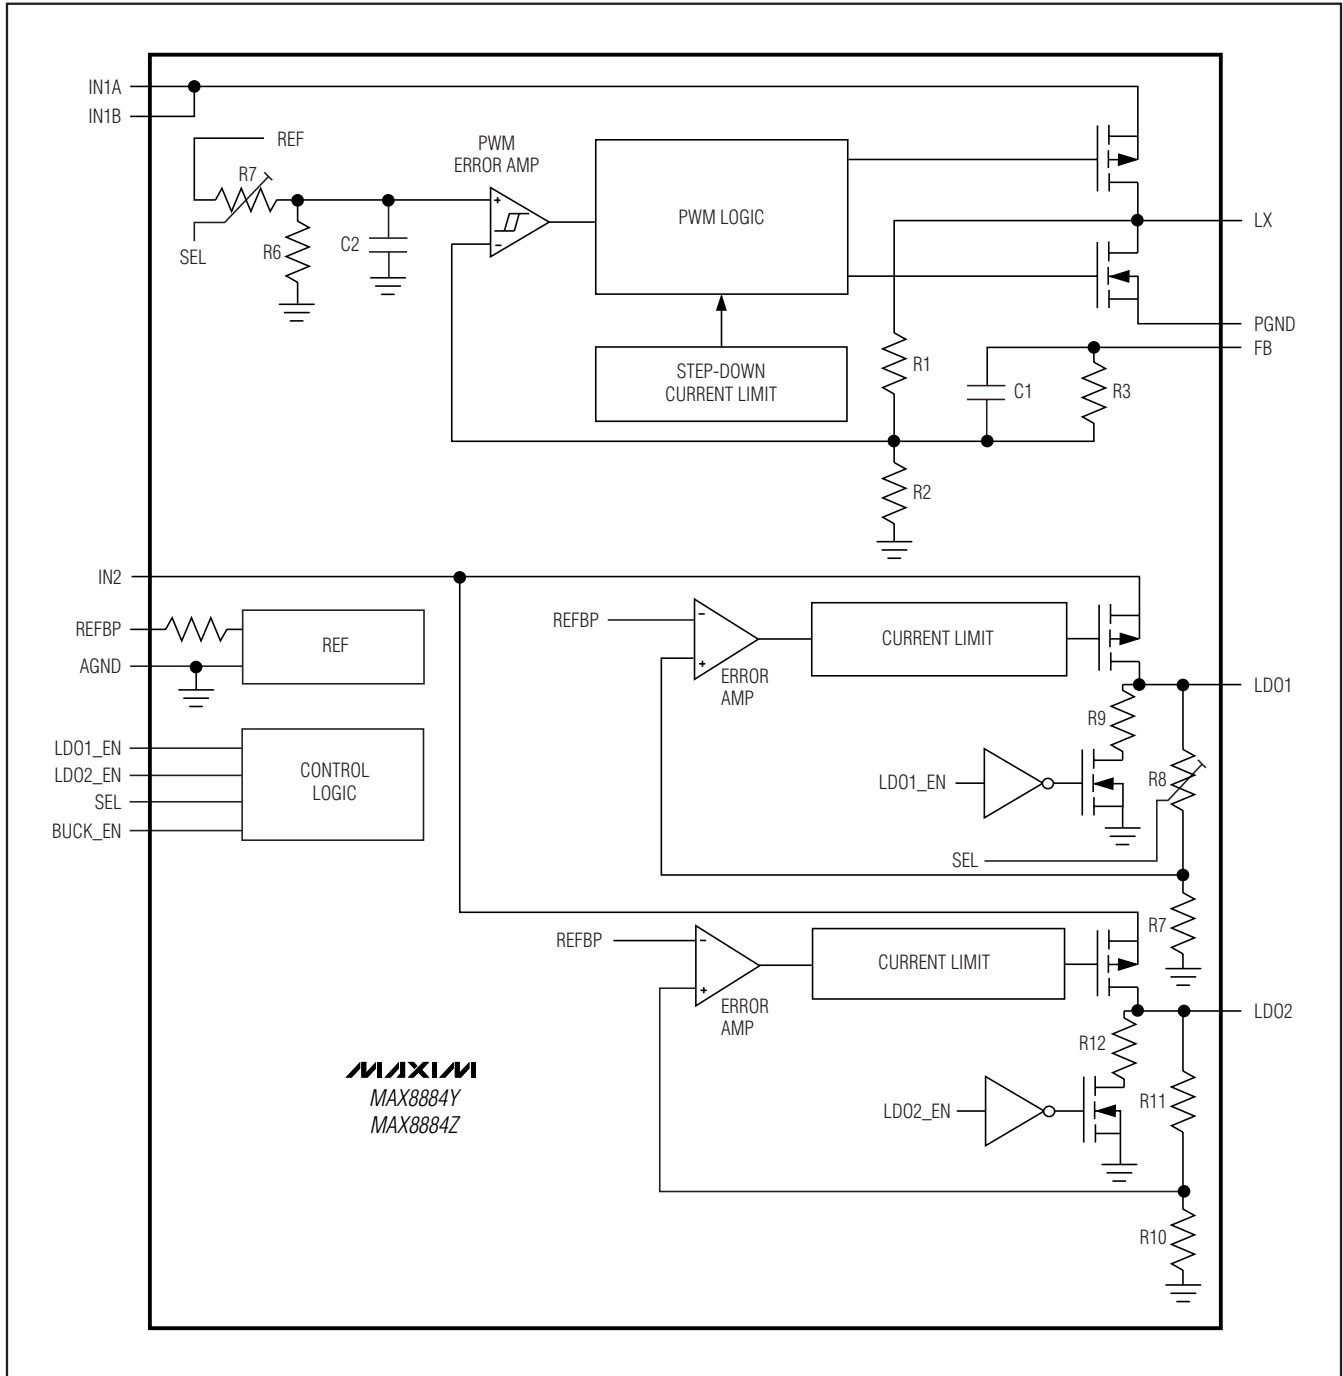 IN1A
IN1B
REF
R7
SEL
R6
C2
PWM
ERROR AMP
+
-
PWM LOGIC
STEP-DOWN
CURRENT LIMIT
LX
PGND
FB
R1
C1
R3
R2
IN2
REFBP
AGND
REF
LDO1_EN
LDO2_EN
SEL
BUCK_EN
CONTROL
LOGIC
REFBP
-
+
ERROR
AMP
CURRENT LIMIT
LDO1
R9
R8
LDO1_EN
SEL
R7
REFBP
-
+
ERROR
AMP
CURRENT LIMIT
LDO2
R12
R11
LDO2_EN
R10
MAXIM
MAX8884Y
MAX8884Z